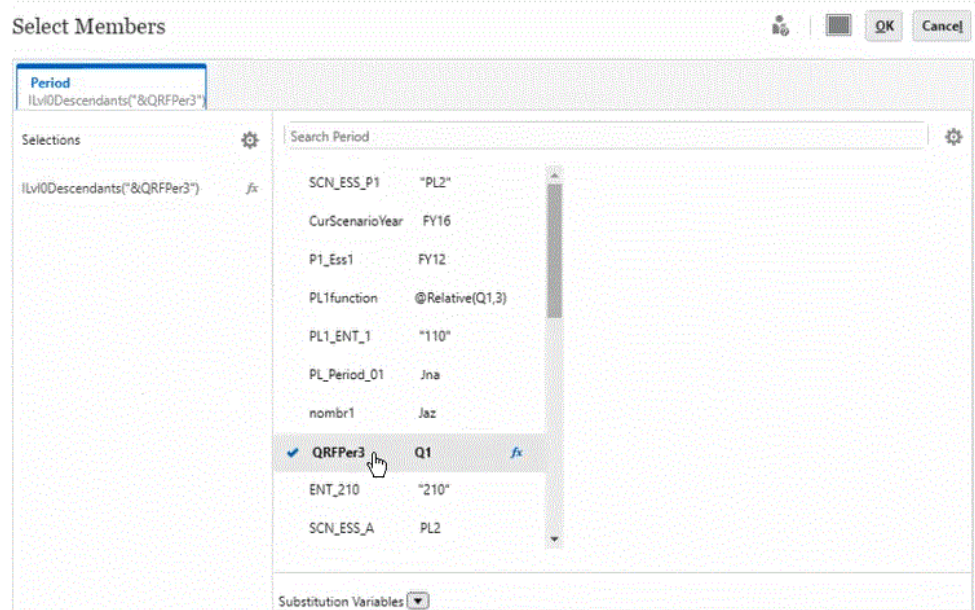 Select Members
OK
Cancel
Period
ILvl0Descendants("&QRFPer3")
Selections
Search Period
ILvl0Descendants("&QRFPer3") fx
SCN_ESS_P1 "PL2"
CurScenarioYear FY16
P1_Ess1 FY12
PL1function @Relative(Q1,3)
PL1_ENT_1 "110"
PL_Period_01 Jna
nombr1 Jaz
QRFPer3 Q1 fx
ENT_210 "210"
SCN_ESS_A PL2
Substitution Variables